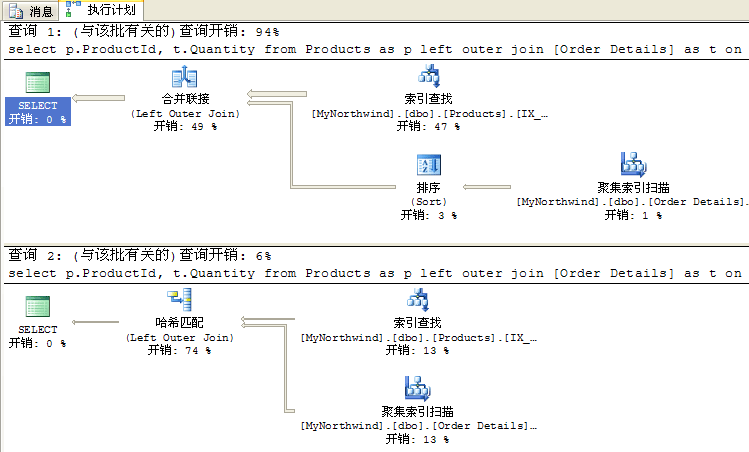 消息 执行计划
查询 1: (与该批有关的)查询开销: 94%
select p.ProductId, t.Quantity from Products as p left outer join [Order Details] as t on
SELECT
开销: 0 %
合并联接
(Left Outer Join)
开销: 49 %
索引查找
[MyNorthwind].[dbo].[Products].[IX_…
开销: 47 %
排序
(Sort)
开销: 3 %
聚集索引扫描
[MyNorthwind].[dbo].[Order Details].
开销: 1 %
查询 2: (与该批有关的)查询开销: 6%
select p.ProductId, t.Quantity from Products as p left outer join [Order Details] as t on
SELECT
开销: 0 %
哈希匹配
(Left Outer Join)
开销: 74 %
索引查找
[MyNorthwind].[dbo].[Products].[IX_…
开销: 13 %
聚集索引扫描
[MyNorthwind].[dbo].[Order Details]…
开销: 13 %